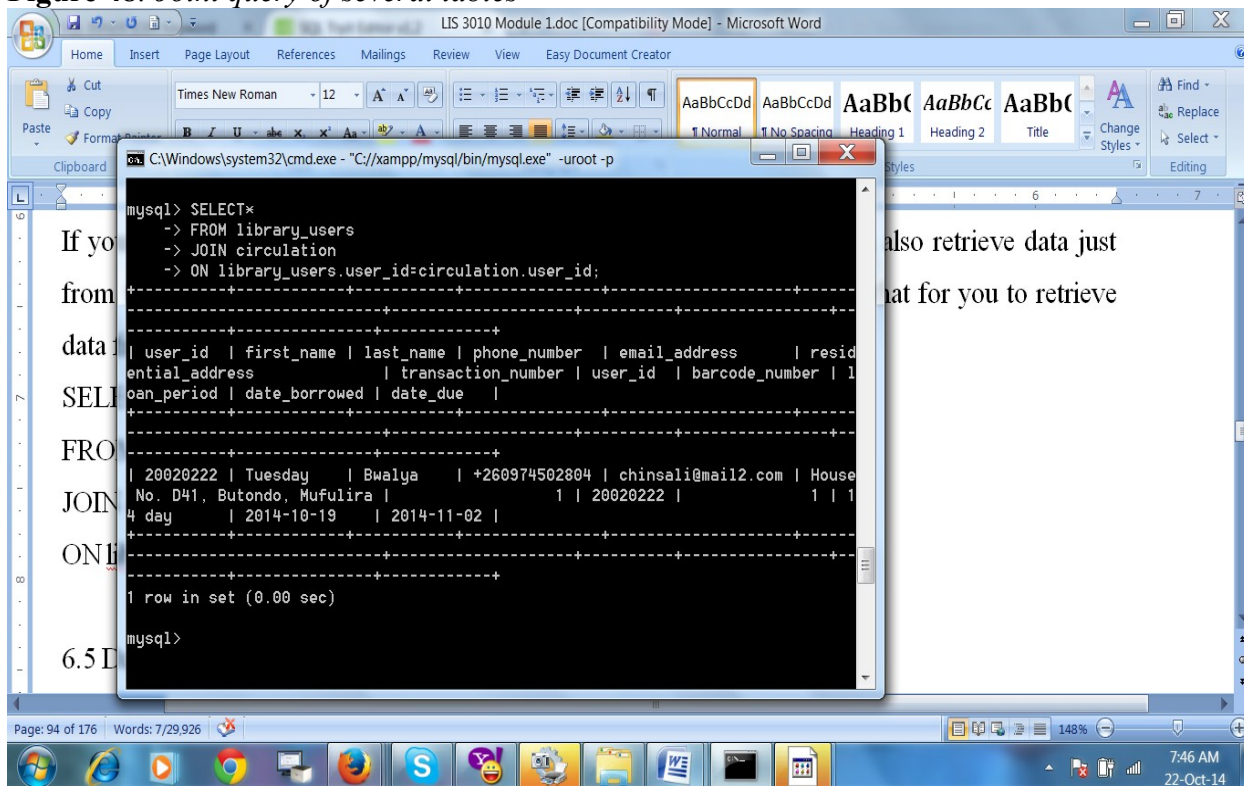 Figure 48: Joint query of several tables
LIS 3010 Module 1.doc [Compatibility Mode] - Microsoft Word
Home Insert Page Layout References Mailings Review View Easy Document Creator
Cut
Copy
Format Painter
Paste
Clipboard
Times New Roman 12
AaBbCcDd AaBbCcDd AaBb( AaBbCc AaBb(
¶ Normal ¶ No Spacing Heading 1 Heading 2 Title
Change Styles
Styles
Find
Replace
Select
Editing
C:\Windows\system32\cmd.exe - "C://xampp/mysql/bin/mysql.exe" -uroot -p
mysql> SELECT*
-> FROM library_users
-> JOIN circulation
-> ON library_users.user_id=circulation.user_id;
| user_id | first_name | last_name | phone_number | email_address | resid
ential_address | transaction_number | user_id | barcode_number | l
oan_period | date_borrowed | date_due |
| 20020222 | Tuesday | Bwalya | +260974502804 | chinsali@mail2.com | House
No. D41, Butondo, Mufulira | 1 | 20020222 | 1 | 1
4 day | 2014-10-19 | 2014-11-02 |
1 row in set (0.00 sec)
mysql>
If yo also retrieve data just
from hat for you to retrieve
data
SELE
FRO
JOIN
ON li
6.5 D
Page: 94 of 176 Words: 7/29,926 148%
7:46 AM
22-Oct-14